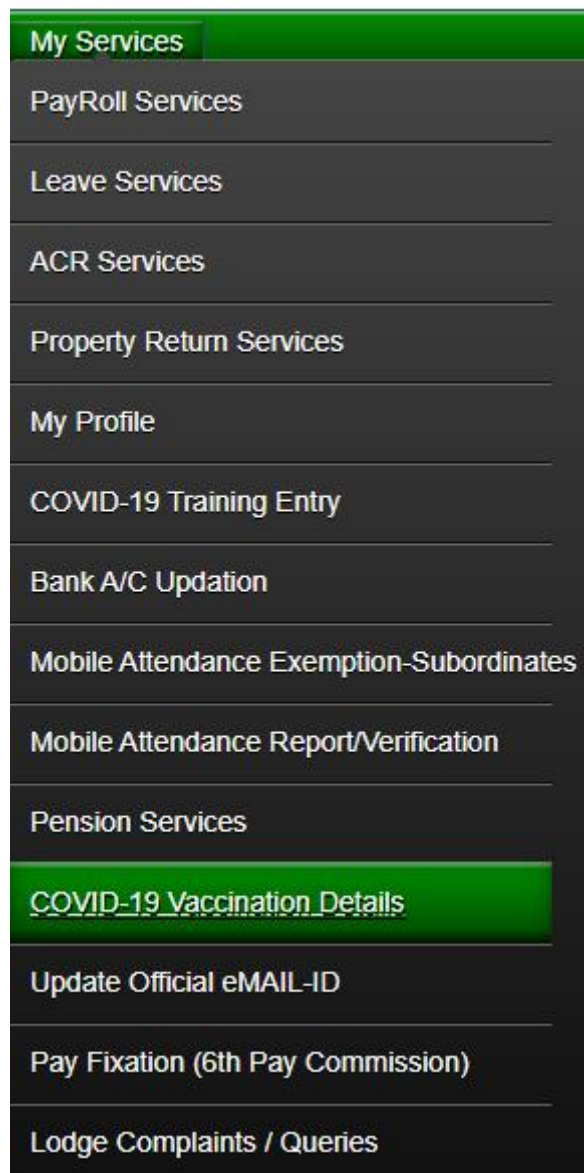 My Services
PayRoll Services
Leave Services
ACR Services
Property Return Services
My Profile
COVID-19 Training Entry
Bank A/C Updation
Mobile Attendance Exemption-Subordinates
Mobile Attendance Report/Verification
Pension Services
COVID-19 Vaccination Details
Update Official eMAIL-ID
Pay Fixation (6th Pay Commission)
Lodge Complaints / Queries